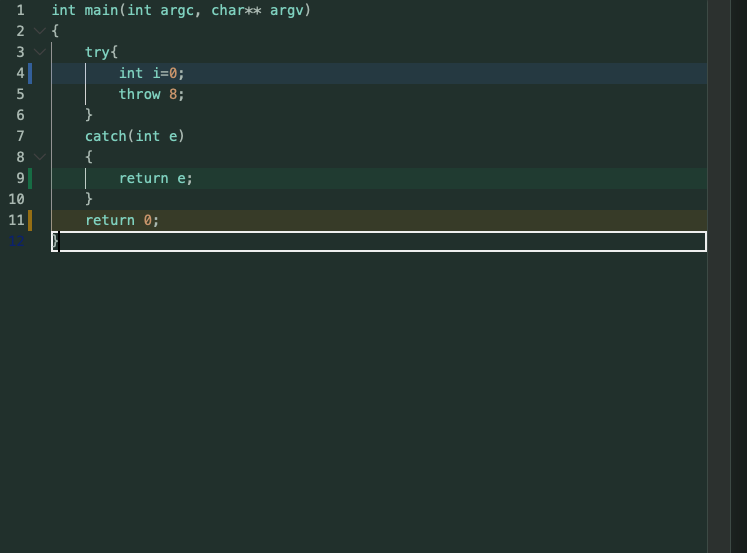 1 int main(int argc, char** argv)
2 {
3 try{
4 int i=0;
5 throw 8;
6 }
7 catch(int e)
8 {
9 return e;
10 }
11 return 0;
12 }